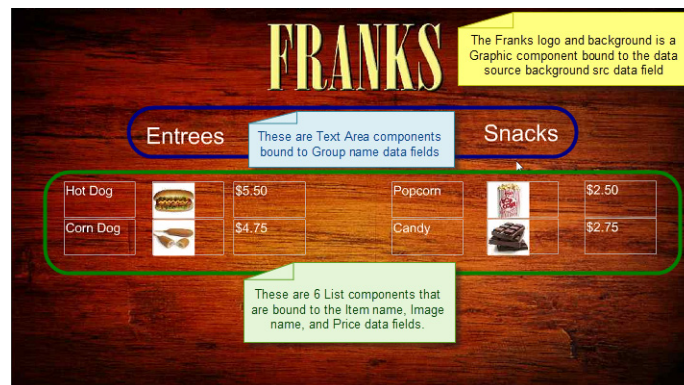 FRANKS
The Franks logo and background is a
Graphic component bound to the data
source background src data field
Entrees
These are Text Area components
bound to Group name data fields
Snacks
Hot Dog $5.50 Popcorn $2.50
Corn Dog $4.75 Candy $2.75
These are 6 List components that
are bound to the Item name, Image
name, and Price data fields.